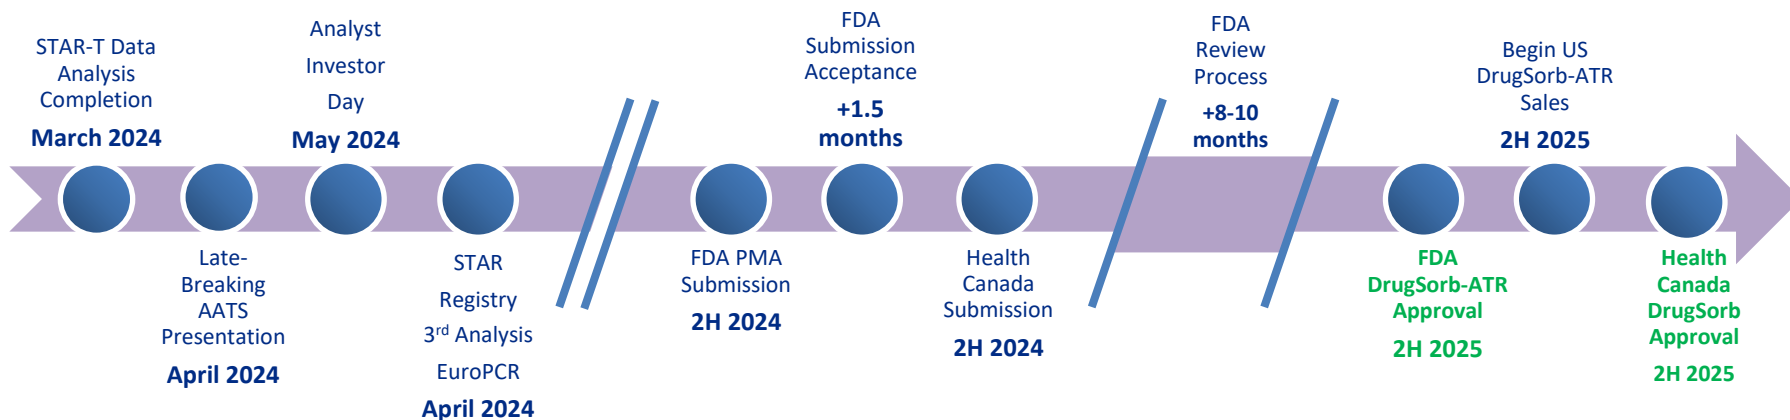 STAR-T Data
Analysis
Completion
March 2024
Late-
Breaking
AATS
Presentation
April 2024
Analyst
Investor
Day
May 2024
STAR
Registry
3rd Analysis
EuroPCR
April 2024
FDA PMA
Submission
2H 2024
FDA
Submission
Acceptance
+1.5
months
Health
Canada
Submission
2H 2024
FDA
Review
Process
+8-10
months
FDA
DrugSorb-ATR
Approval
2H 2025
Begin US
DrugSorb-ATR
Sales
2H 2025
Health
Canada
DrugSorb
Approval
2H 2025